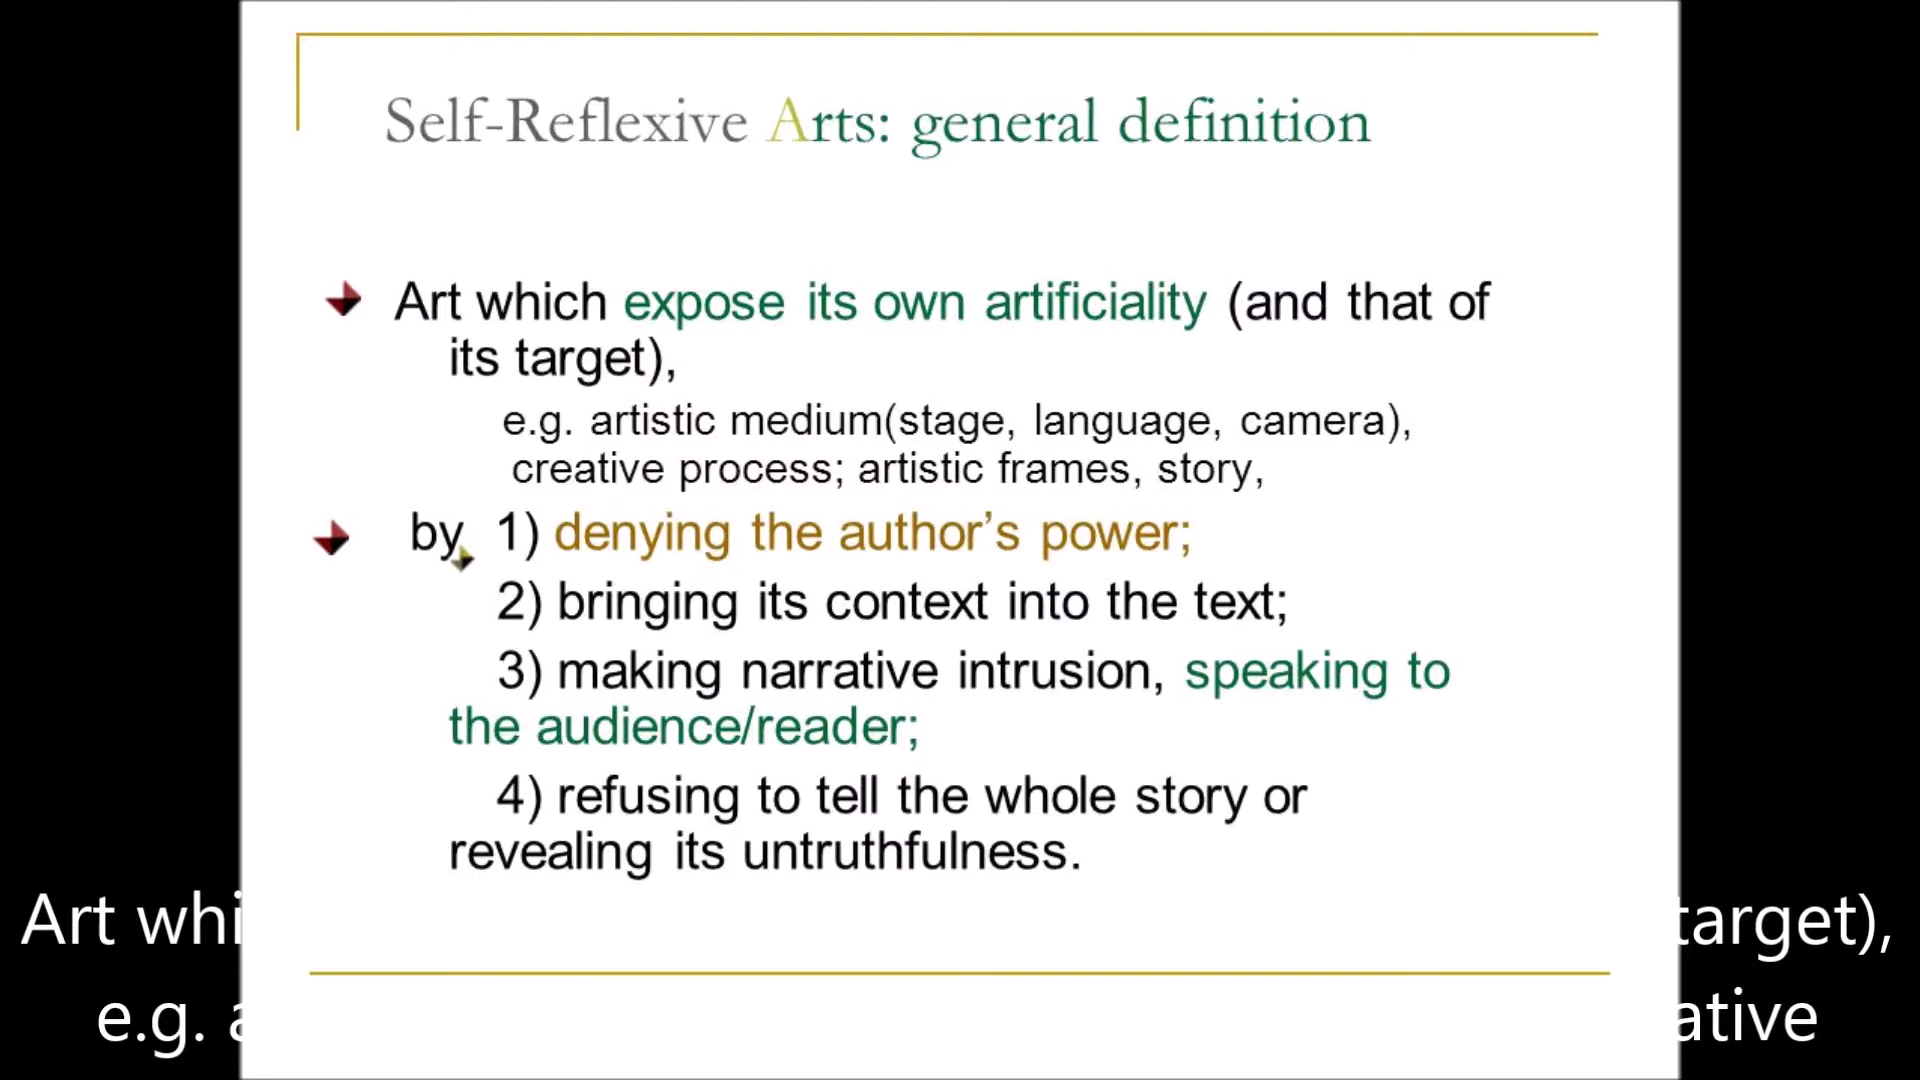 Self-Reflexive Arts: general definition
Art which expose its own artificiality (and that of
its target),
e.g. artistic medium(stage, language, camera),
creative process; artistic frames, story,
by 1) denying the author’s power;
2) bringing its context into the text;
3) making narrative intrusion, speaking to
the audience/reader;
4) refusing to tell the whole story or
revealing its untruthfulness.
Art whi target),
e.g. a ative